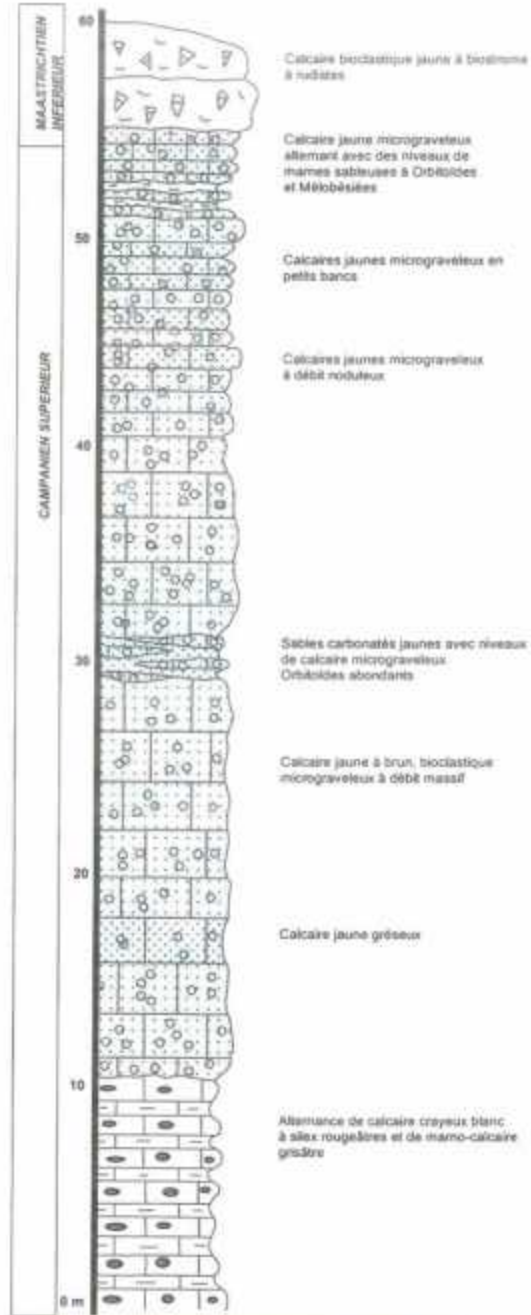 60
MAASTRICHTIEN
INFERIEUR
Calcaire bioclastique jaune à biostrome
à rudistes
Calcaire jaune micrograveleux
alternant avec des niveaux de
marnes sableuses à Orbitoïdes
et Mélobésiées
50
Calcaires jaunes micrograveleux en
petits bancs
Calcaires jaunes micrograveleux
à débit noduleux
CAMPANIEN SUPERIEUR
40
Sables carbonatés jaunes avec niveaux
de calcaire micrograveleux
Orbitoïdes abondants
30
Calcaire jaune à brun, bioclastique
micrograveleux à débit massif
20
Calcaire jaune gréseux
10
Alternance de calcaire crayeux blanc
à silex rougeâtres et de marno-calcaire
grisâtre
0 m